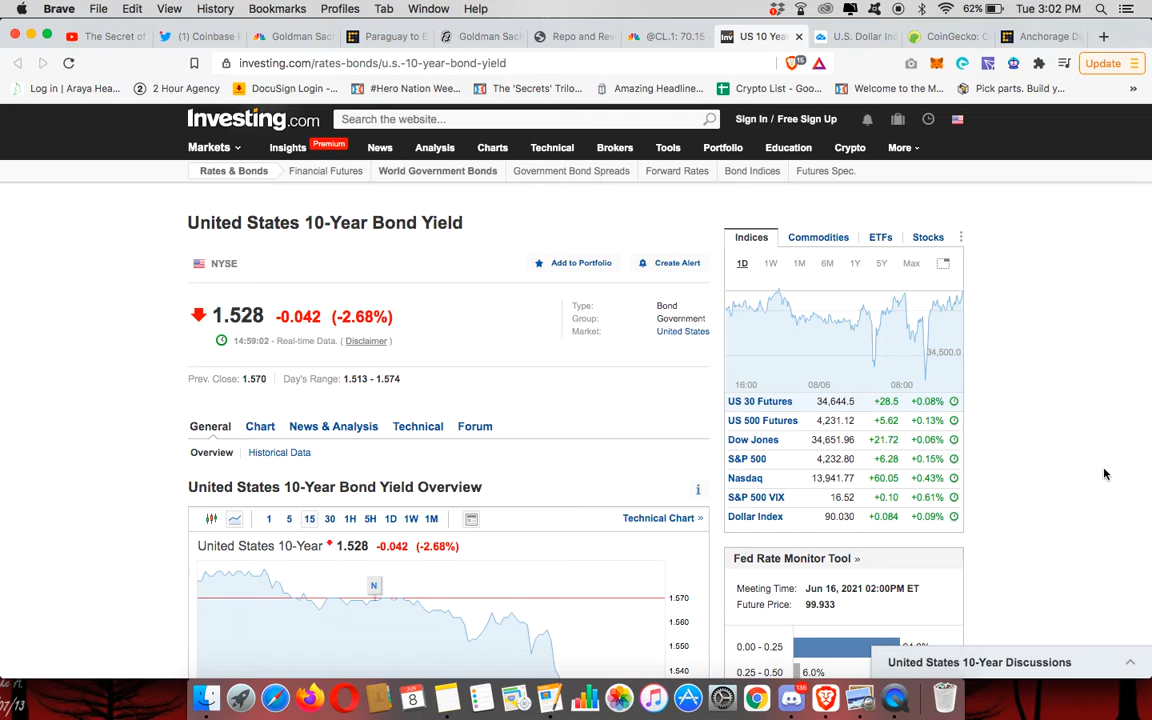 Brave File Edit View History Bookmarks Profiles Tab Window Help 62% Tue 3:02 PM
The Secret of (1) Coinbase Goldman Sac Paraguay to E Goldman Sac Repo and Rev @CL.1: 70.15 US 10 Year U.S. Dollar Ind CoinGecko: C Anchorage Di
investing.com/rates-bonds/u.s.-10-year-bond-yield 15 Update
Log in | Araya Hea... 2 Hour Agency DocuSign Login -... #Hero Nation Wee... The 'Secrets' Trilo... Amazing Headline... Crypto List - Goo... Welcome to the M... Pick parts. Build y... »
Investing.com Search the website... Sign In / Free Sign Up
Markets Insights Premium News Analysis Charts Technical Brokers Tools Portfolio Education Crypto More
Rates & Bonds Financial Futures World Government Bonds Government Bond Spreads Forward Rates Bond Indices Futures Spec.
United States 10-Year Bond Yield
NYSE
Add to Portfolio Create Alert
1.528 -0.042 (-2.68%)
14:59:02 - Real-time Data. ( Disclaimer )
Type: Bond
Group: Government
Market: United States
Prev. Close: 1.570 Day's Range: 1.513 - 1.574
General Chart News & Analysis Technical Forum
Overview Historical Data
United States 10-Year Bond Yield Overview
1 5 15 30 1H 5H 1D 1W 1M Technical Chart »
United States 10-Year 1.528 -0.042 (-2.68%)
N
1.570
1.560
1.550
1.540
Indices Commodities ETFs Stocks
1D 1W 1M 6M 1Y 5Y Max
34,500.0
16:00 08/06 08:00
US 30 Futures 34,644.5 +28.5 +0.08%
US 500 Futures 4,231.12 +5.62 +0.13%
Dow Jones 34,651.96 +21.72 +0.06%
S&P 500 4,232.80 +6.28 +0.15%
Nasdaq 13,941.77 +60.05 +0.43%
S&P 500 VIX 16.52 +0.10 +0.61%
Dollar Index 90.030 +0.084 +0.09%
Fed Rate Monitor Tool »
Meeting Time: Jun 16, 2021 02:00PM ET
Future Price: 99.933
0.00 - 0.25
0.25 - 0.50 6.0%
United States 10-Year Discussions
JUN
8
136
07/13